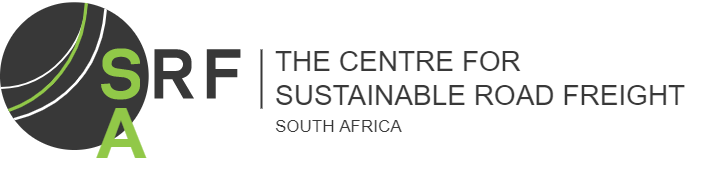 SRF
SA
THE CENTRE FOR
SUSTAINABLE ROAD FREIGHT
SOUTH AFRICA